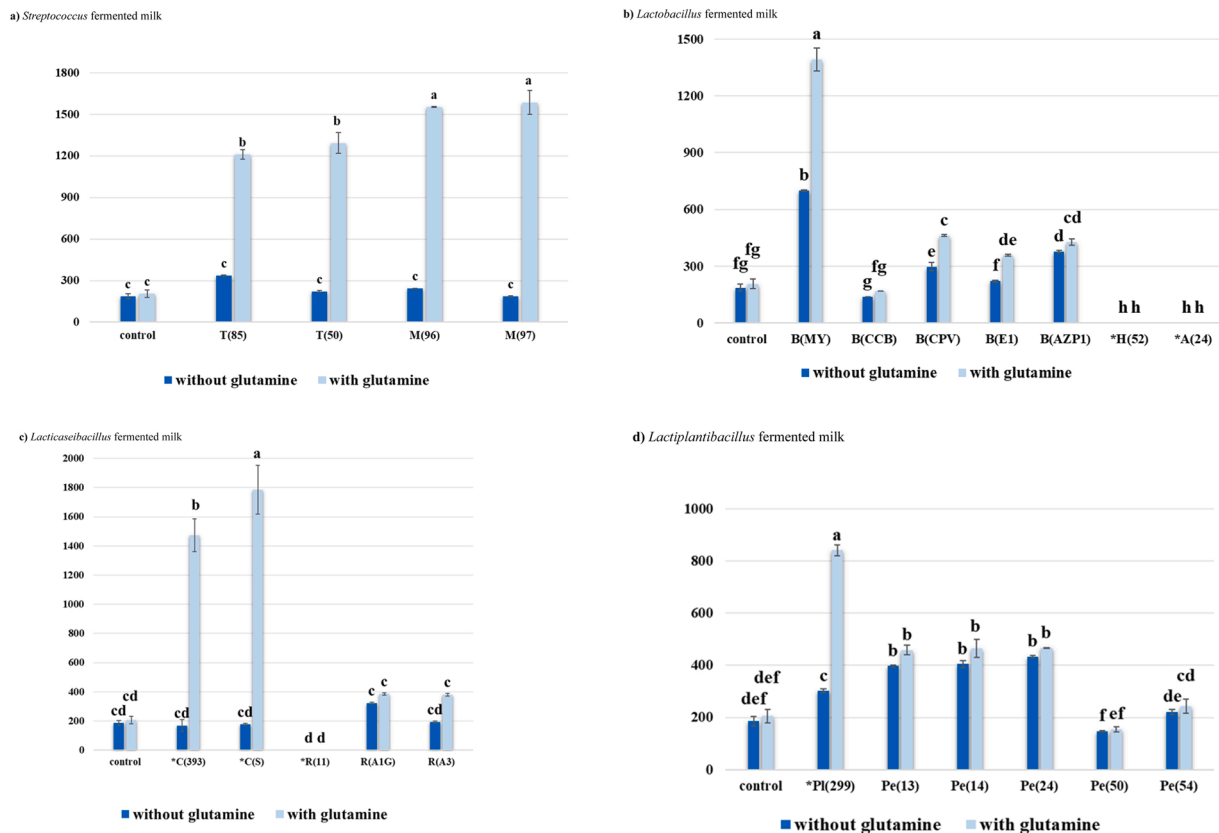 a) Streptococcus fermented milk
1800
1500
1200
900
600
300
0
c c
c b
c b
c a
c a
control T(85) T(50) M(96) M(97)
without glutamine with glutamine
b) Lactobacillus fermented milk
1500
1200
900
600
300
0
fg fg
b a
g fg
e c
f de
d cd
h h
h h
control B(MY) B(CCB) B(CPV) B(E1) B(AZP1) *H(52) *A(24)
without glutamine with glutamine
c) Lacticaseibacillus fermented milk
2000
1800
1600
1400
1200
1000
800
600
400
200
0
cd cd
cd b
cd a
d d
c c
cd c
control *C(393) *C(S) *R(11) R(A1G) R(A3)
without glutamine with glutamine
d) Lactiplantibacillus fermented milk
1000
800
600
400
200
0
def def
c a
b b
b b
b b
f ef
de cd
control *Pl(299) Pe(13) Pe(14) Pe(24) Pe(50) Pe(54)
without glutamine with glutamine